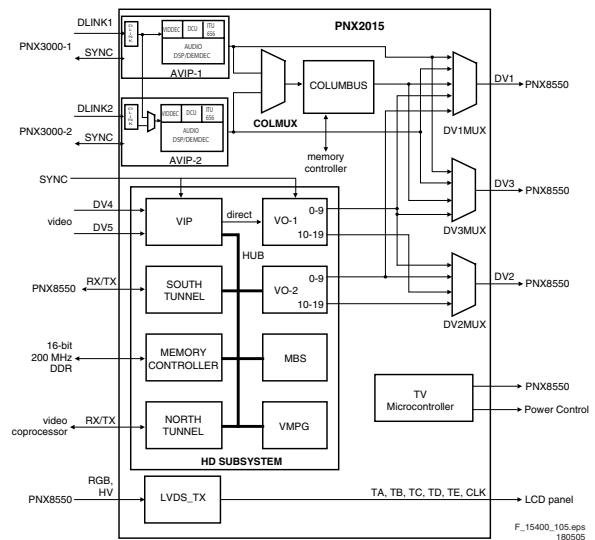 PNX2015
DLINK1
PNX3000-1
SYNC
DLINK
VIDDEC
DCU
ITU
656
AUDIO
DSP/DEMDEC
AVIP-1
DLINK2
PNX3000-2
SYNC
DLINK
VIDDEC
DCU
ITU
656
AUDIO
DSP/DEMDEC
AVIP-2
COLMUX
COLUMBUS
memory
controller
DV1MUX
DV1
PNX8550
DV3MUX
DV3
PNX8550
DV2MUX
DV2
PNX8550
SYNC
DV4
video
DV5
VIP
direct
VO-1
0-9
10-19
HUB
PNX8550
RX/TX
SOUTH
TUNNEL
VO-2
0-9
10-19
16-bit
200 MHz
DDR
MEMORY
CONTROLLER
MBS
video
coprocessor
RX/TX
NORTH
TUNNEL
VMPG
HD SUBSYSTEM
TV
Microcontroller
PNX8550
Power Control
RGB,
HV
PNX8550
LVDS_TX
TA, TB, TC, TD, TE, CLK
LCD panel
F_15400_105.eps
180505